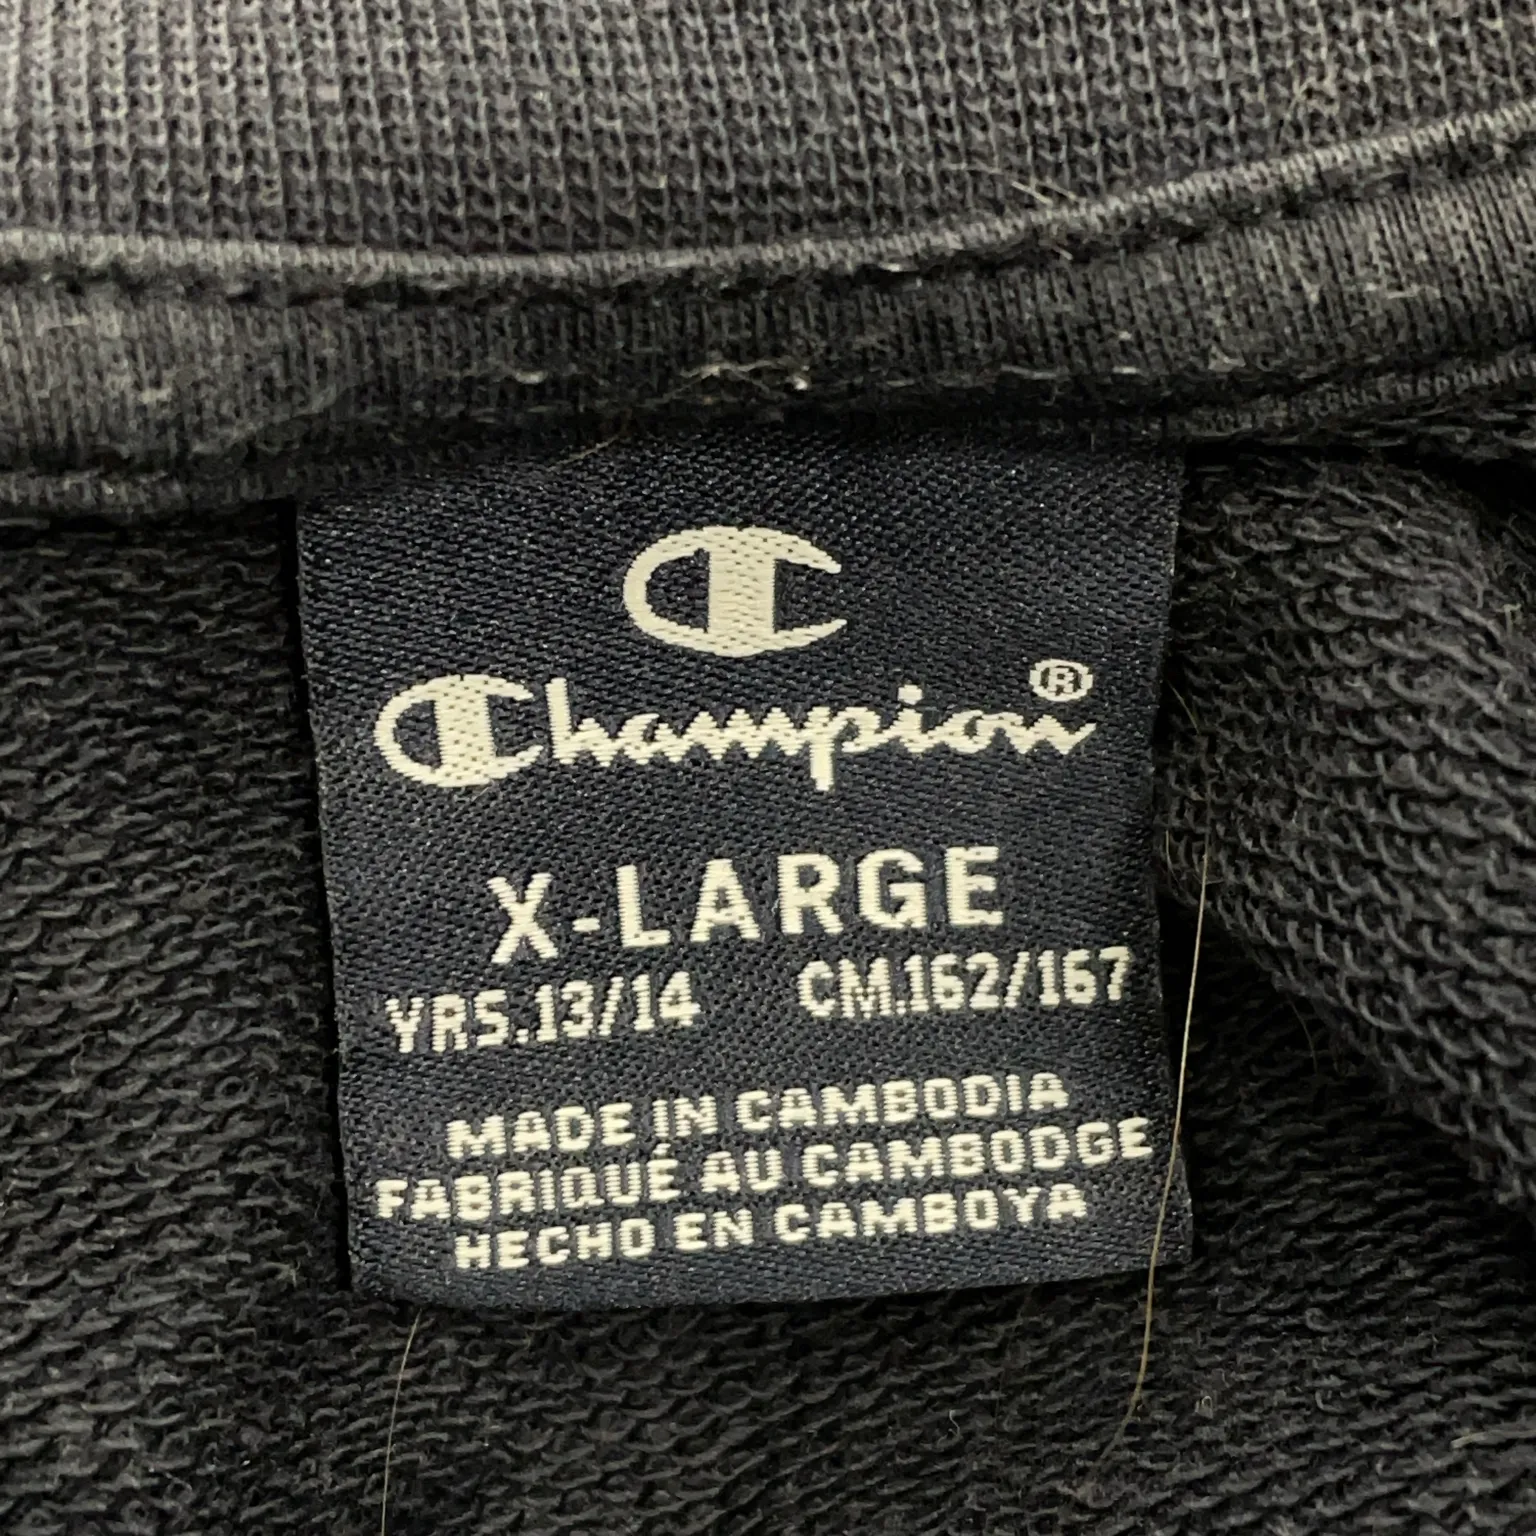 C
Champion®
X-LARGE
YRS.13/14 CM.162/167
MADE IN CAMBODIA
FABRIQUÉ AU CAMBODGE
HECHO EN CAMBOYA